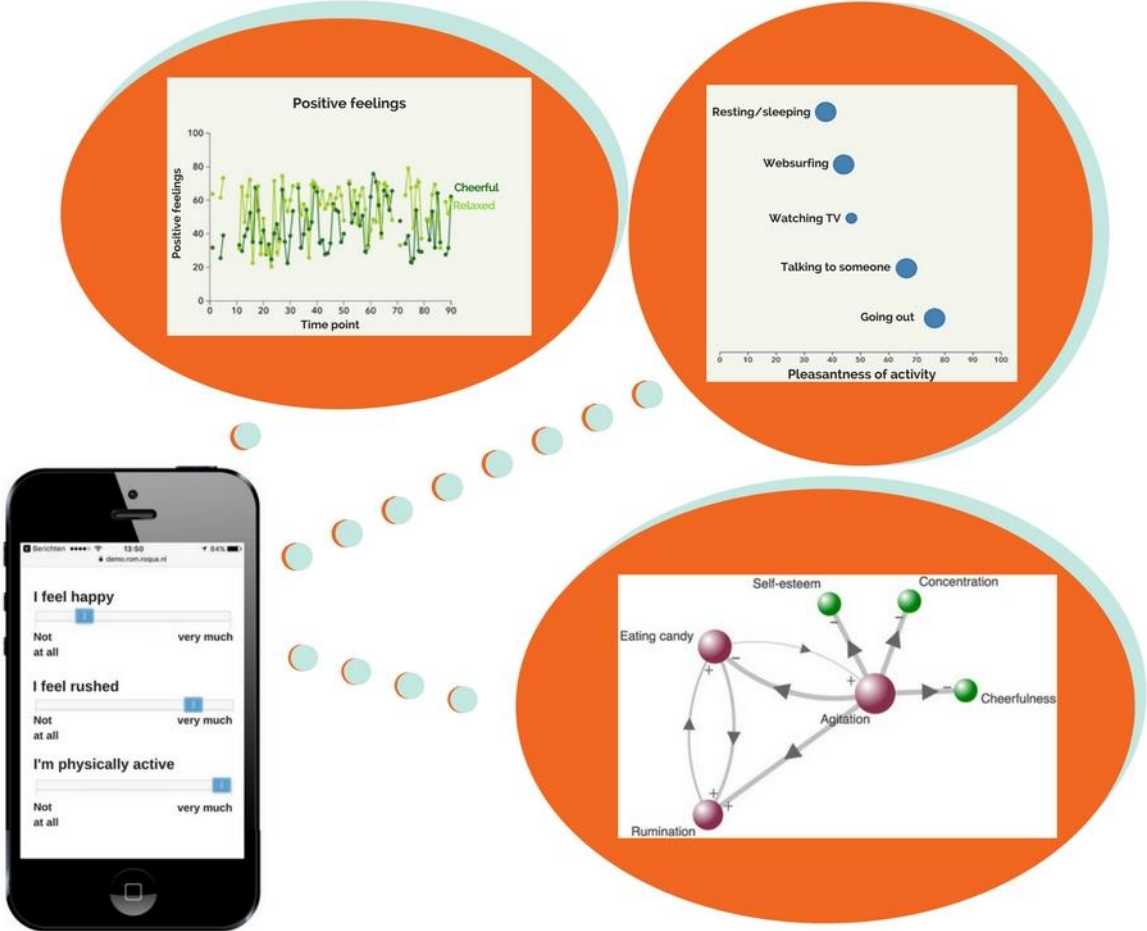 Positive feelings
Positive feelings
100
80
60
40
20
0
Cheerful
Relaxed
0 10 20 30 40 50 60 70 80 90
Time point
Resting/sleeping
Websurfing
Watching TV
Talking to someone
Going out
0 10 20 30 40 50 60 70 80 90 100
Pleasantness of activity
Berichten 13:50 84%
demo.rom.roqua.nl
I feel happy
Not very much
at all
I feel rushed
Not very much
at all
I'm physically active
Not very much
at all
Self-esteem
Concentration
Eating candy
- -
+ - +
- Cheerfulness
Agitation
+ +
Rumination